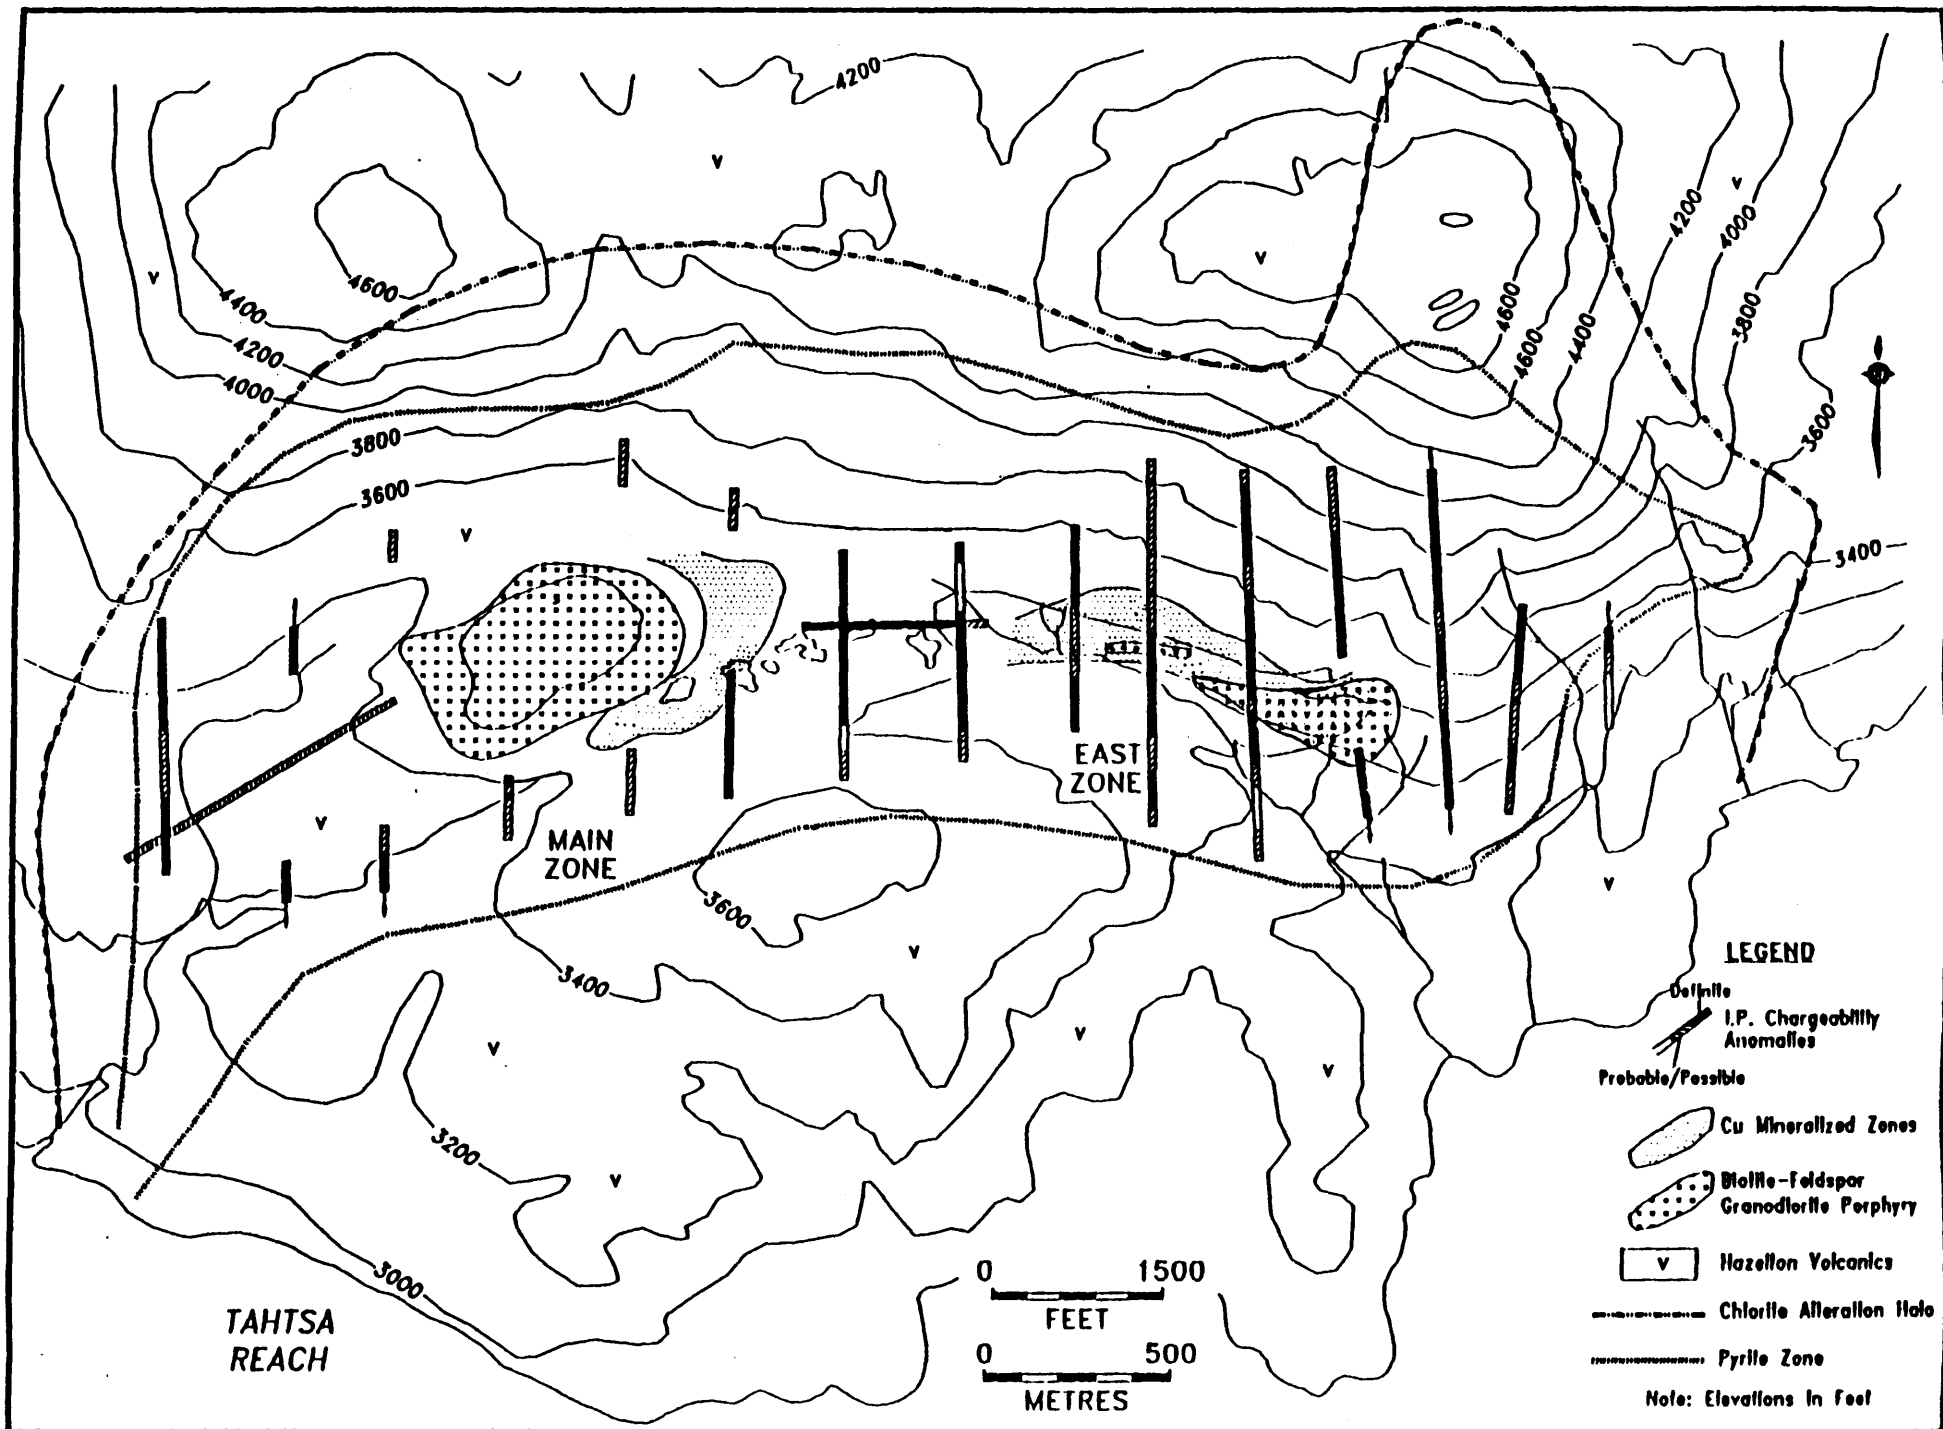 4200
4200
4000
4600
4400
4200
4000
3800
4600
4600
4400
3800
3600
3600
3400
EAST
ZONE
MAIN
ZONE
3600
3400
3200
3000
TAHTSA
REACH
0 1500
FEET
0 500
METRES
LEGEND
Definite
I.P. Chargeability
Anomalies
Probable/Possible
Cu Mineralized Zones
Biotite-Feldspar
Granodiorite Porphyry
v Hazelton Volcanics
Chlorite Alteration Halo
Pyrite Zone
Note: Elevations In Feet
v
v
v
v
v
v
v
v
v
v
v
v